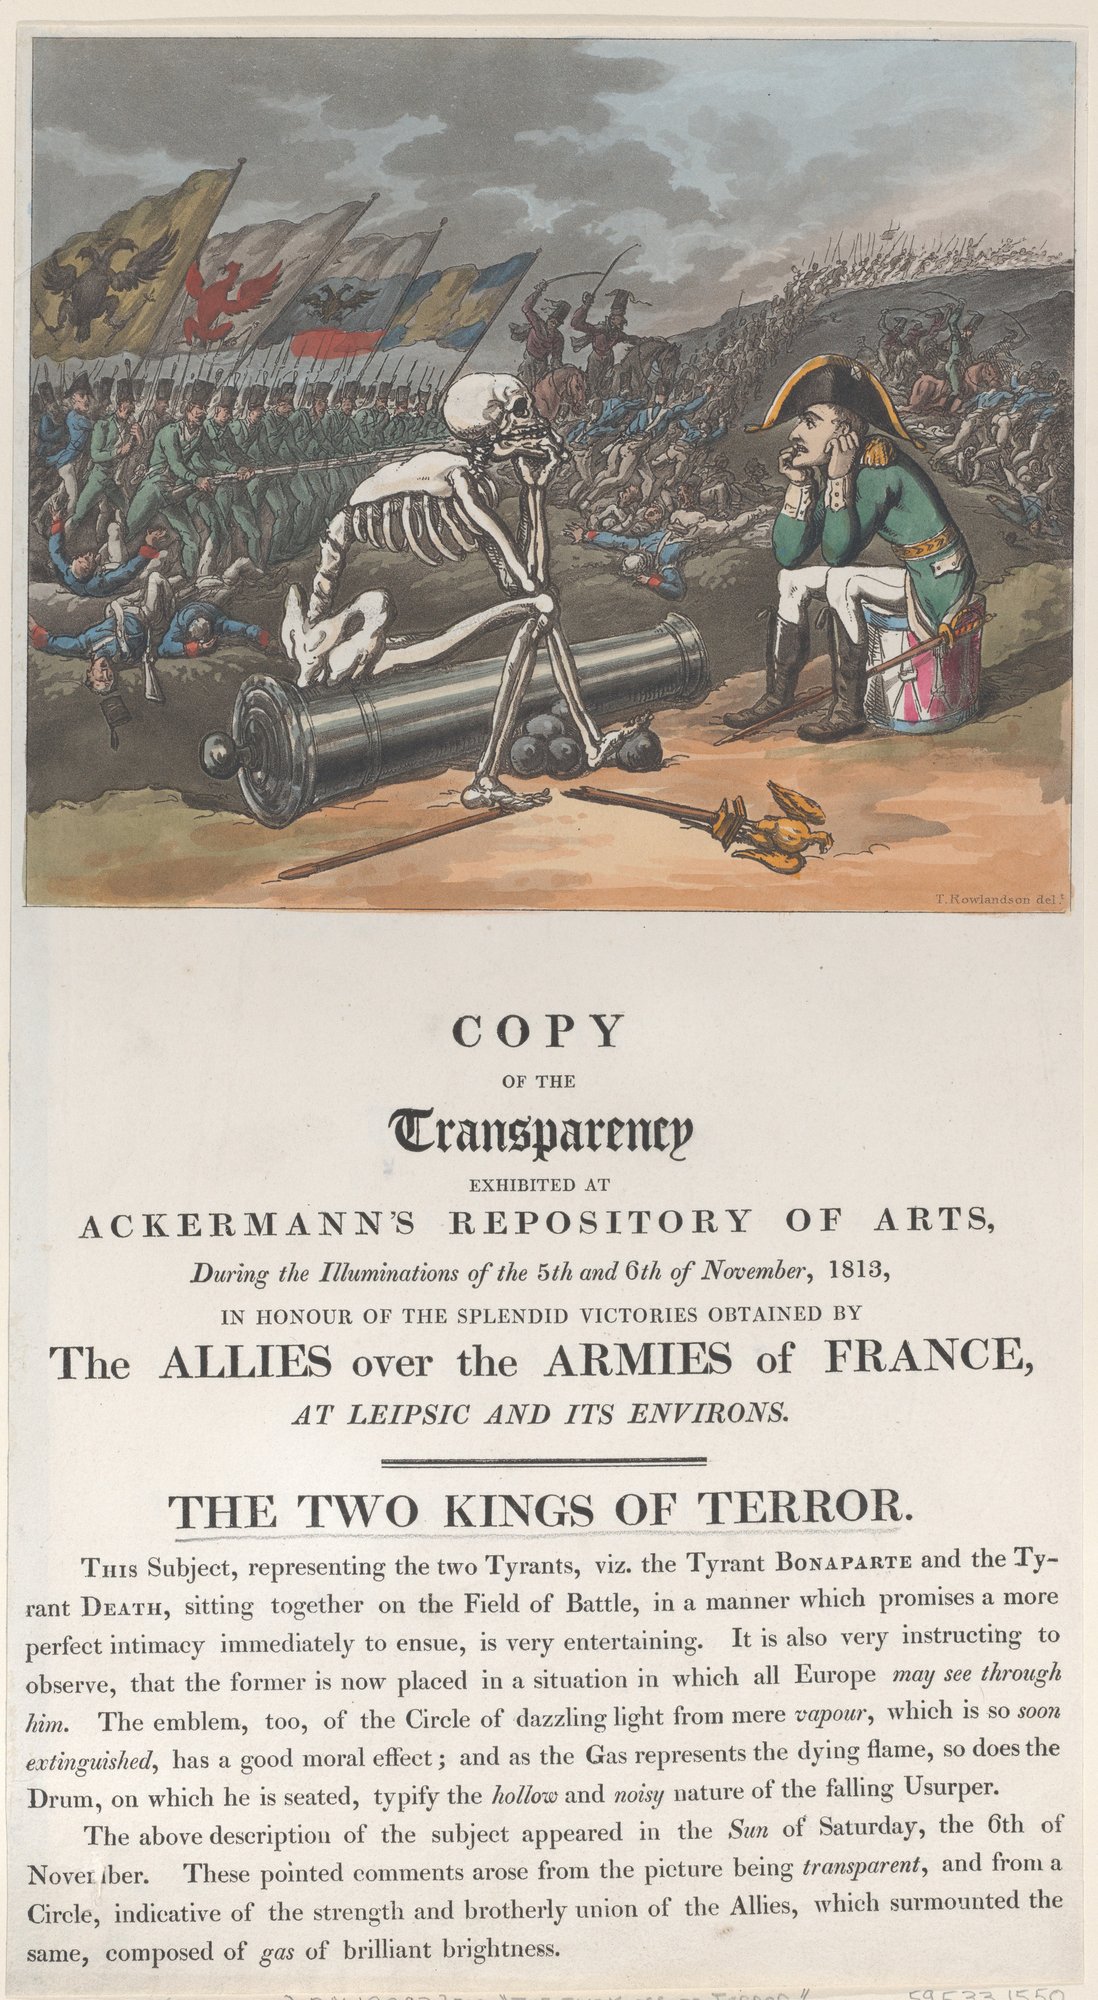 T. Rowlandson del.t
COPY
OF THE
Transparency
EXHIBITED AT
ACKERMANN'S REPOSITORY OF ARTS,
During the Illuminations of the 5th and 6th of November, 1813,
IN HONOUR OF THE SPLENDID VICTORIES OBTAINED BY
The ALLIES over the ARMIES of FRANCE,
AT LEIPSIC AND ITS ENVIRONS.
THE TWO KINGS OF TERROR.
THIS Subject, representing the two Tyrants, viz. the Tyrant BONAPARTE and the Ty-
rant DEATH, sitting together on the Field of Battle, in a manner which promises a more
perfect intimacy immediately to ensue, is very entertaining. It is also very instructing to
observe, that the former is now placed in a situation in which all Europe may see through
him. The emblem, too, of the Circle of dazzling light from mere vapour, which is so soon
extinguished, has a good moral effect; and as the Gas represents the dying flame, so does the
Drum, on which he is seated, typify the hollow and noisy nature of the falling Usurper.
The above description of the subject appeared in the Sun of Saturday, the 6th of
November. These pointed comments arose from the picture being transparent, and from a
Circle, indicative of the strength and brotherly union of the Allies, which surmounted the
same, composed of gas of brilliant brightness.
59.533.1550